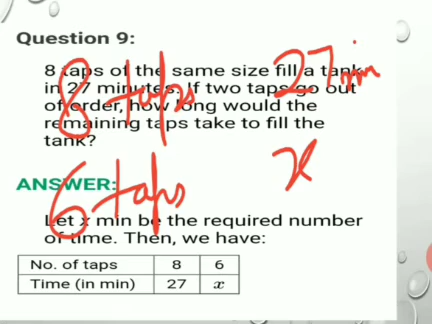 Question 9:
8 taps of the same size fill a tank
in 27 minutes. If two taps go out
of order, how long would the
remaining taps take to fill the
tank?
8 taps 27 min
6 taps x
ANSWER:
Let x min be the required number
of time. Then, we have:
No. of taps 8 6
Time (in min) 27 x